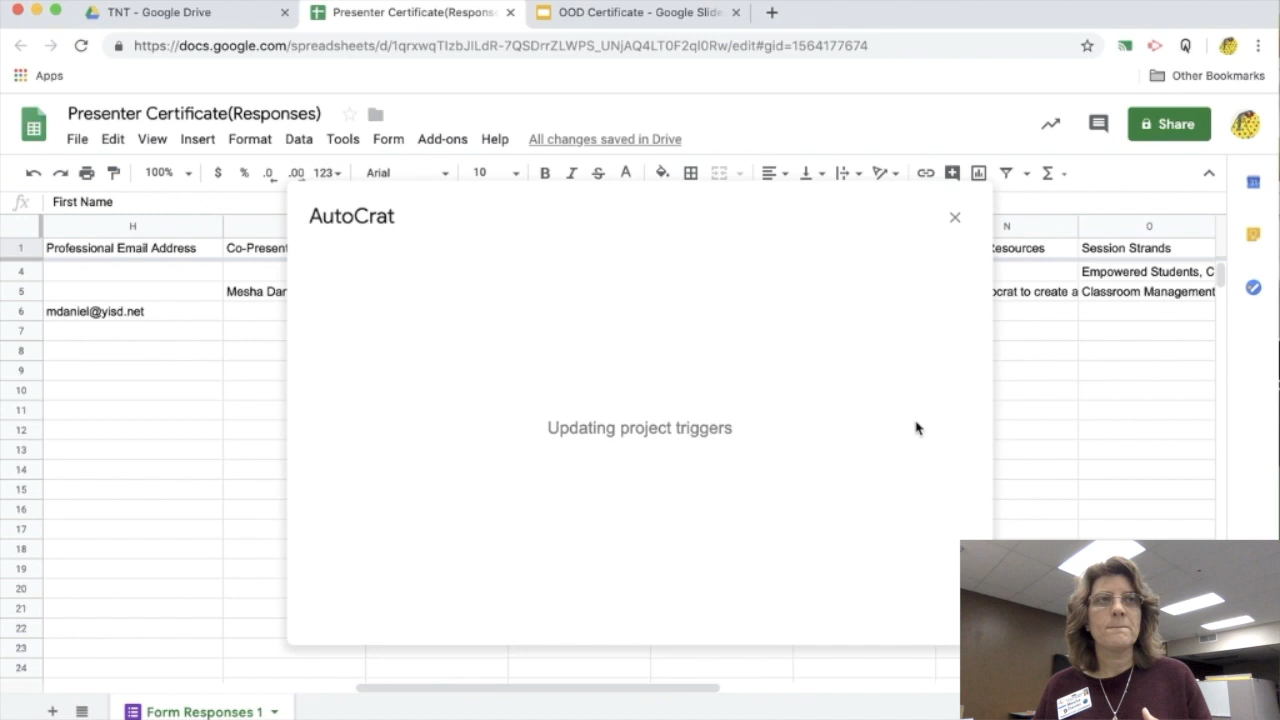 TNT - Google Drive
Presenter Certificate(Respons
OOD Certificate - Google Slide
https://docs.google.com/spreadsheets/d/1qrxwqTIzbJILdR-7QSDrrZLWPS_UNjAQ4LT0F2qI0Rw/edit#gid=1564177674
Apps
Other Bookmarks
Presenter Certificate(Responses)
File Edit View Insert Format Data Tools Form Add-ons Help All changes saved in Drive
Share
100% $ % .0 .00 123 Arial 10 B I S A
fx First Name
H N O
1 Professional Email Address Co-Present esources Session Strands
4 Empowered Students, C
5 Mesha Dan ocrat to create a Classroom Management
6 mdaniel@yisd.net
7
8
9
10
11
12
13
14
15
16
17
18
19
20
21
22
23
24
AutoCrat
Updating project triggers
Form Responses 1